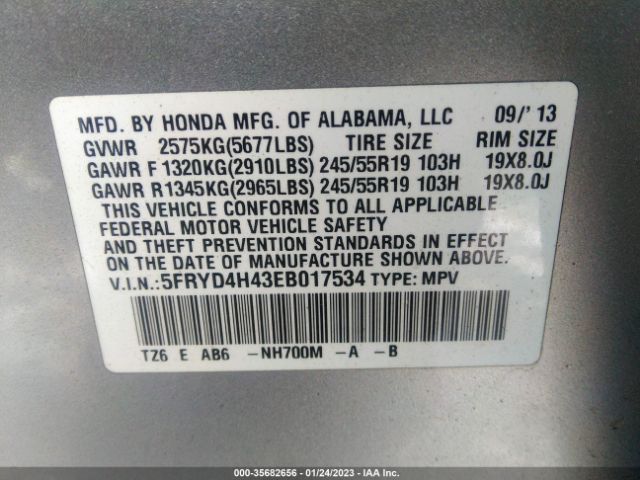 MFD. BY HONDA MFG. OF ALABAMA, LLC 09/' 13
GVWR 2575KG(5677LBS) TIRE SIZE RIM SIZE
GAWR F 1320KG(2910LBS) 245/55R19 103H 19X8.0J
GAWR R1345KG(2965LBS) 245/55R19 103H 19X8.0J
THIS VEHICLE CONFORMS TO ALL APPLICABLE
FEDERAL MOTOR VEHICLE SAFETY
AND THEFT PREVENTION STANDARDS IN EFFECT
ON THE DATE OF MANUFACTURE SHOWN ABOVE.
V.I.N.:5FRYD4H43EB017534 TYPE: MPV
TZ6 E AB6 -NH700M -A -B
000-35682656 - 01/24/2023 - IAA Inc.